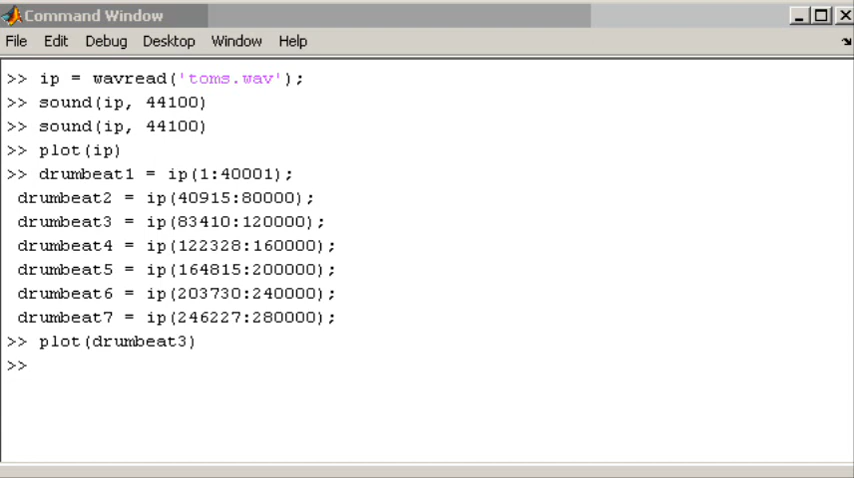 Command Window
File Edit Debug Desktop Window Help
>> ip = wavread('toms.wav');
>> sound(ip, 44100)
>> sound(ip, 44100)
>> plot(ip)
>> drumbeat1 = ip(1:40001);
drumbeat2 = ip(40915:80000);
drumbeat3 = ip(83410:120000);
drumbeat4 = ip(122328:160000);
drumbeat5 = ip(164815:200000);
drumbeat6 = ip(203730:240000);
drumbeat7 = ip(246227:280000);
>> plot(drumbeat3)
>>